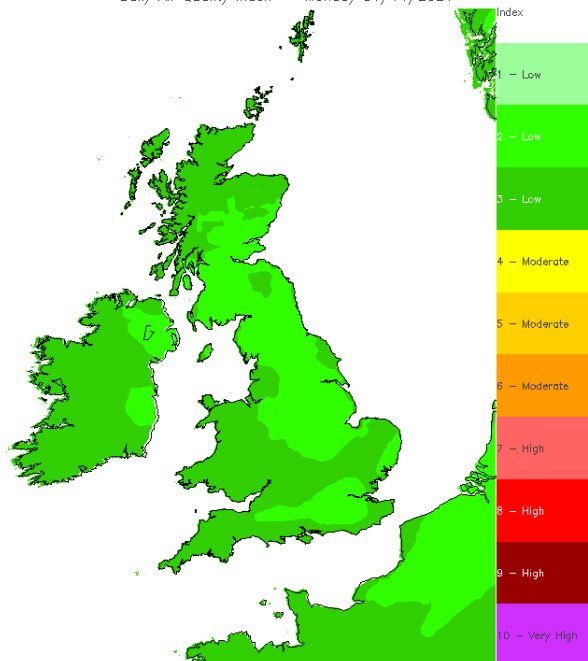 Index
1 - Low
2 - Low
3 - Low
4 - Moderate
5 - Moderate
6 - Moderate
7 - High
8 - High
9 - High
10 - Very High